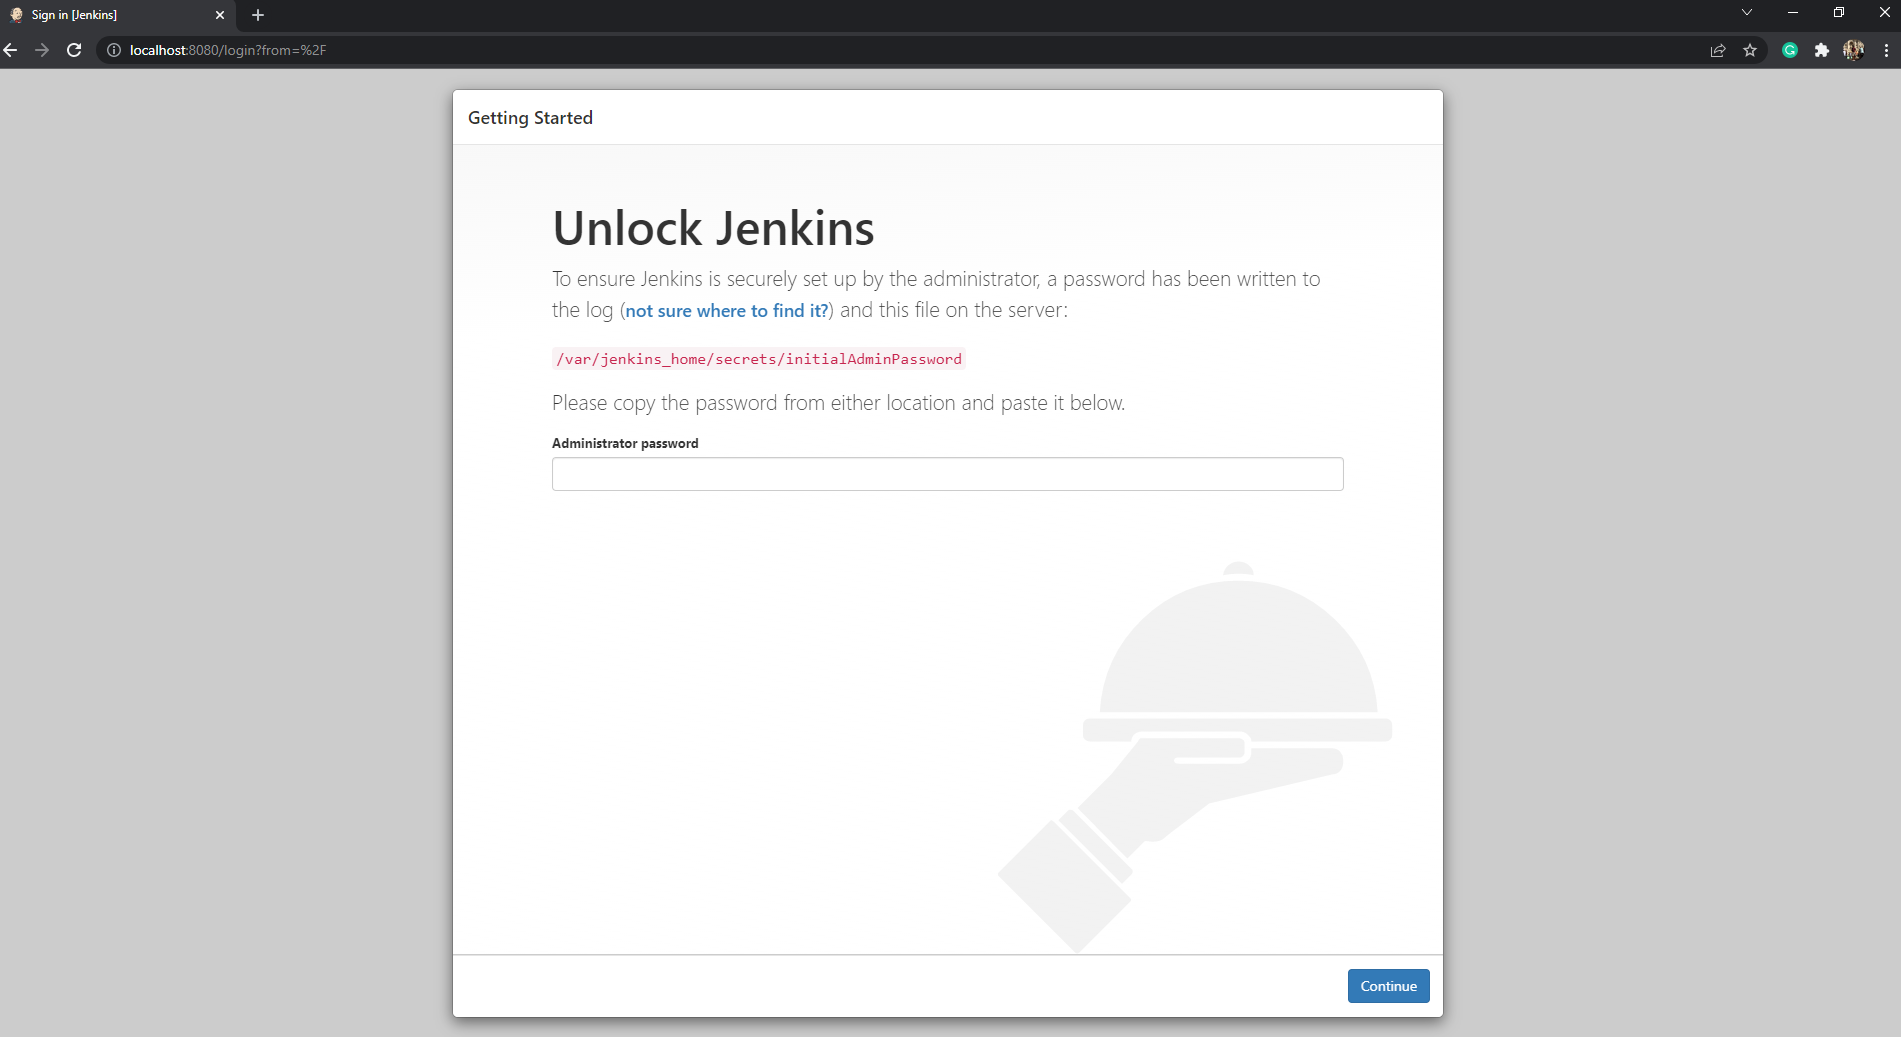 Sign in [Jenkins]
localhost:8080/login?from=%2F
Getting Started
Unlock Jenkins
To ensure Jenkins is securely set up by the administrator, a password has been written to
the log (not sure where to find it?) and this file on the server:
/var/jenkins_home/secrets/initialAdminPassword
Please copy the password from either location and paste it below.
Administrator password
Continue